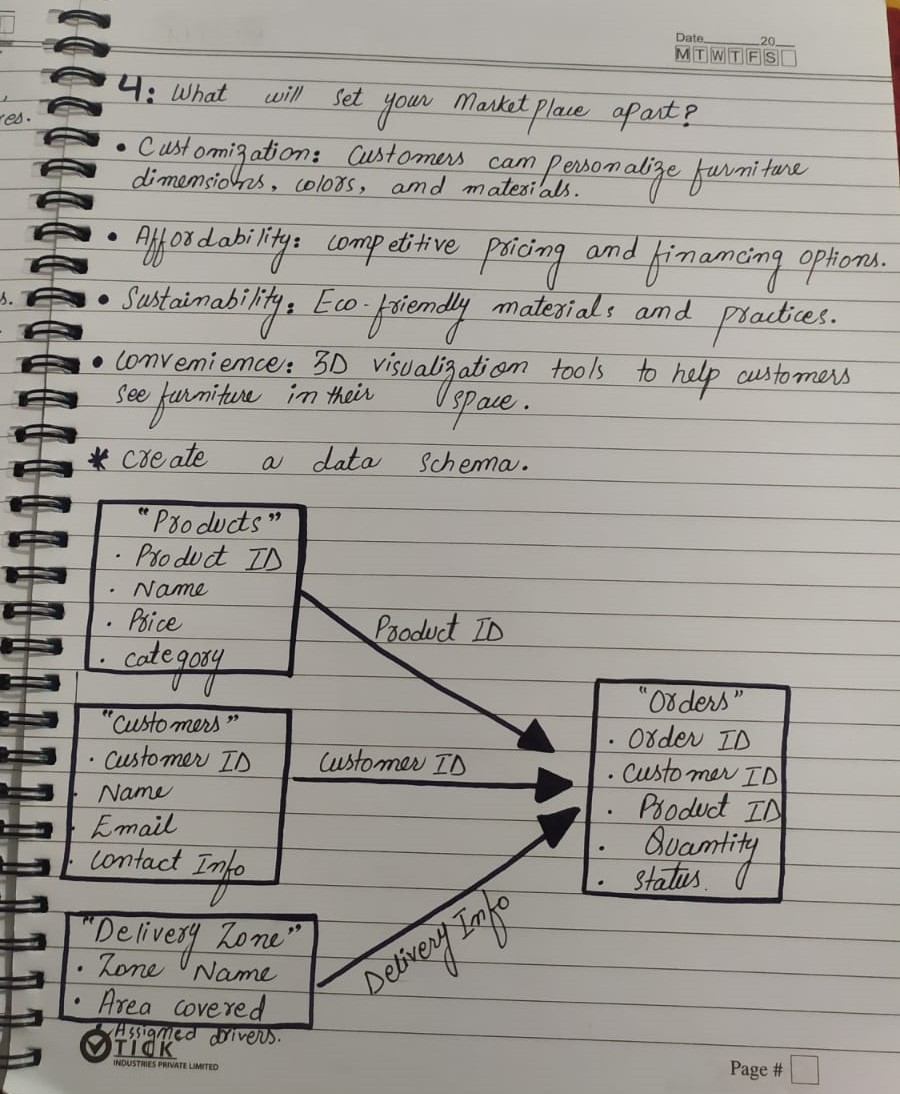 Date 20
M T W T F S
res.
4: What will set your Marketplace apart?
• Customization: Customers can personalize furniture
dimensions, colors, and materials.
• Affordability: competitive pricing and financing options.
s.
• Sustainability: Eco-friendly materials and practices.
• convenience: 3D visualization tools to help customers
see furniture in their space.
* create a data schema.
"Products"
· Product ID
· Name
· Price
· category
Product ID
"Customers"
· Customer ID
· Name
· Email
· contact Info
Customer ID
"Orders"
· Order ID
· Customer ID
· Product ID
· Quantity
· Status.
"Delivery Zone"
· Zone Name
· Area covered
· Assigned drivers.
Delivery Info
TICK
INDUSTRIES PRIVATE LIMITED
Page #